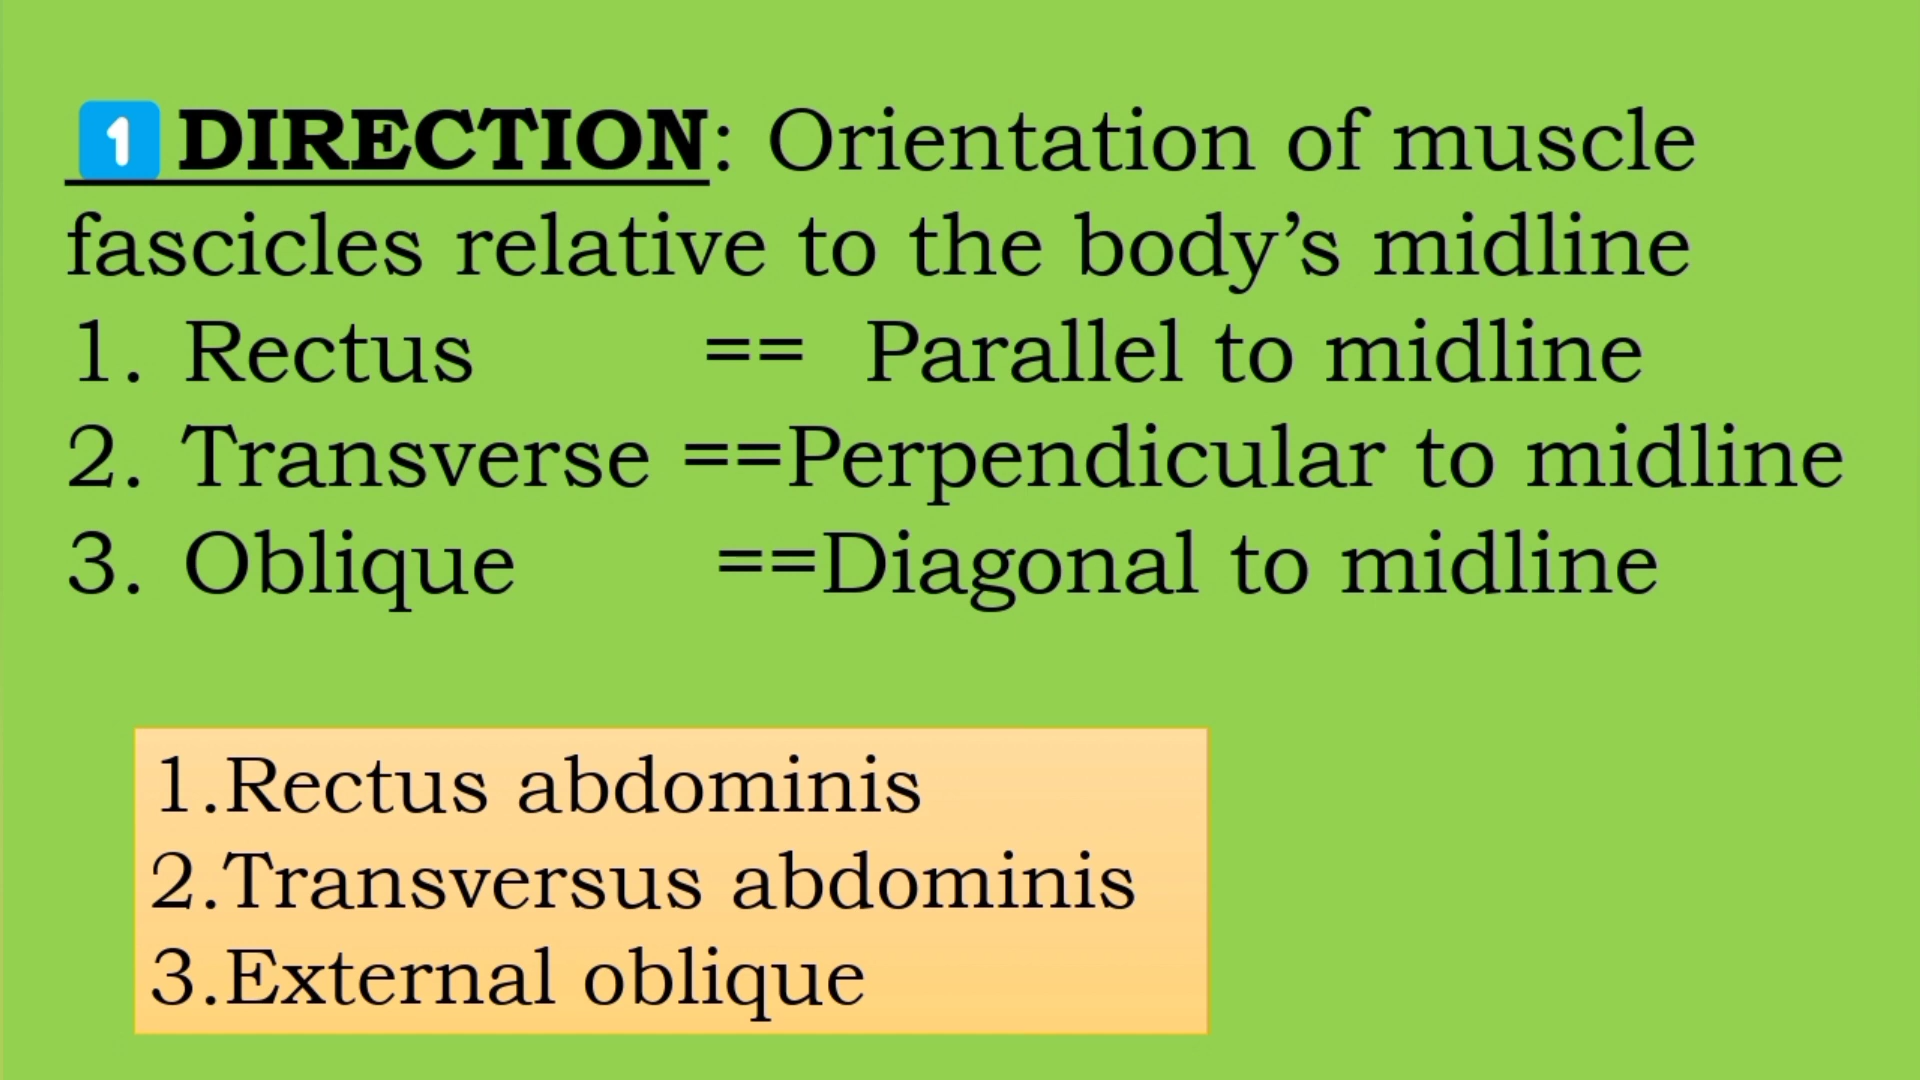 1 DIRECTION: Orientation of muscle
fascicles relative to the body’s midline
1. Rectus == Parallel to midline
2. Transverse ==Perpendicular to midline
3. Oblique ==Diagonal to midline
1.Rectus abdominis
2.Transversus abdominis
3.External oblique